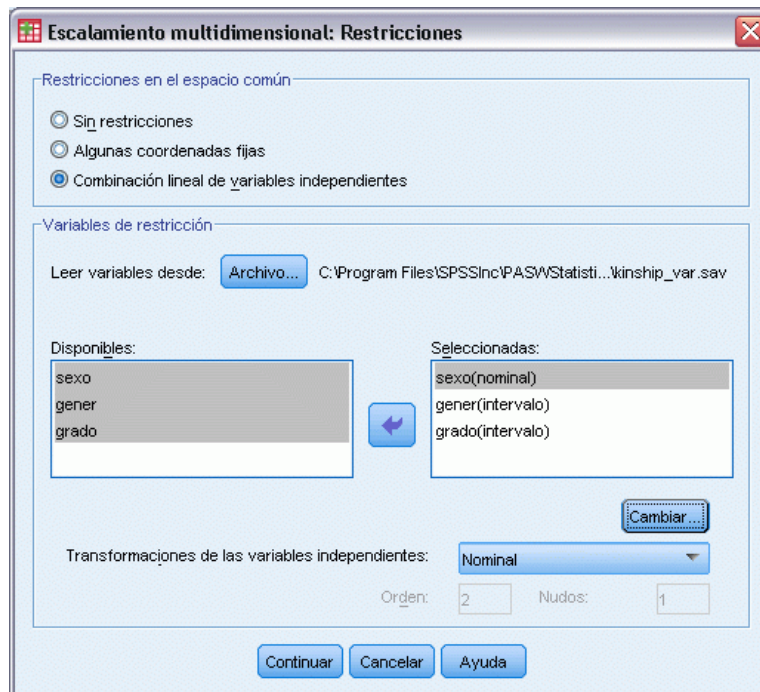 Escalamiento multidimensional: Restricciones
Restricciones en el espacio común
Sin restricciones
Algunas coordenadas fijas
Combinación lineal de variables independientes
Variables de restricción
Leer variables desde: Archivo... C:\Program Files\SPSSInc\PASWStatisti...\kinship_var.sav
Disponibles: Seleccionadas:
sexo sexo(nominal)
gener gener(intervalo)
grado grado(intervalo)
Cambiar...
Transformaciones de las variables independientes: Nominal
Orden: 2 Nudos: 1
Continuar Cancelar Ayuda